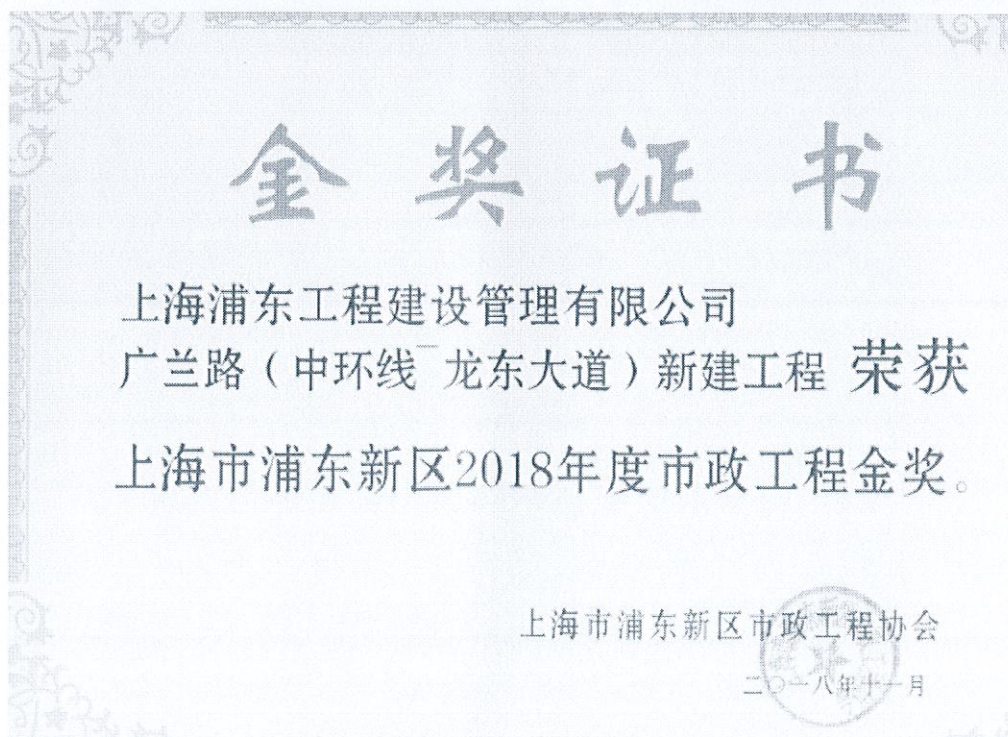 金奖证书
上海浦东工程建设管理有限公司
广兰路（中环线¯龙东大道）新建工程 荣获
上海市浦东新区2018年度市政工程金奖。
上海市浦东新区市政工程协会
二〇一八年十一月